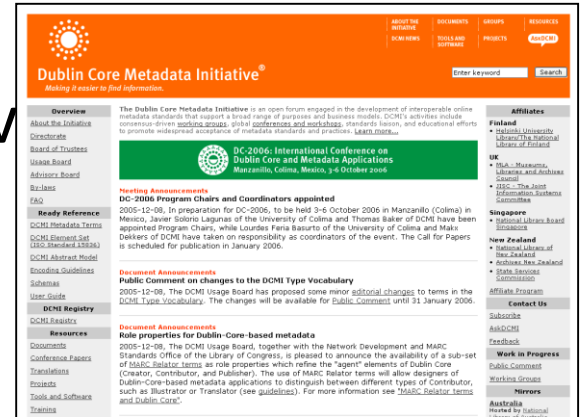 ABOUT THE INITIATIVE
DOCUMENTS
GROUPS
RESOURCES
DCMI NEWS
TOOLS AND SOFTWARE
PROJECTS
AskDCMI
Dublin Core Metadata Initiative®
Making it easier to find information.
Enter keyword
Search
Overview
About the Initiative
Directorate
Board of Trustees
Usage Board
Advisory Board
By-laws
FAQ
Ready Reference
DCMI Metadata Terms
DCMI Element Set
(ISO Standard 15836)
DCMI Abstract Model
Encoding Guidelines
Schemas
User Guide
DCMI Registry
DCMI Registry
Resources
Documents
Conference Papers
Translations
Projects
Tools and Software
Training
The Dublin Core Metadata Initiative is an open forum engaged in the development of interoperable online
metadata standards that support a broad range of purposes and business models. DCMI's activities include
consensus-driven working groups, global conferences and workshops, standards liaison, and educational efforts
to promote widespread acceptance of metadata standards and practices. Learn more...
DC-2006: International Conference on
Dublin Core and Metadata Applications
Manzanillo, Colima, Mexico, 3-6 October 2006
Meeting Announcements
DC-2006 Program Chairs and Coordinators appointed
2005-12-08, In preparation for DC-2006, to be held 3-6 October 2006 in Manzanillo (Colima) in
Mexico, Javier Solorio Lagunas of the University of Colima and Thomas Baker of DCMI have been
appointed Program Chairs, while Lourdes Feria Basurto of the University of Colima and Makx
Dekkers of DCMI have taken on responsibility as coordinators of the event. The Call for Papers
is scheduled for publication in January 2006.
Document Announcements
Public Comment on changes to the DCMI Type Vocabulary
2005-12-08, The DCMI Usage Board has proposed some minor editorial changes to terms in the
DCMI Type Vocabulary. The changes will be available for Public Comment until 31 January 2006.
Document Announcements
Role properties for Dublin-Core-based metadata
2005-12-08, The DCMI Usage Board, together with the Network Development and MARC
Standards Office of the Library of Congress, is pleased to announce the availability of a sub-set
of MARC Relator terms as role properties which refine the "agent" elements of Dublin Core
(Creator, Contributor, and Publisher). The use of MARC Relator terms will allow designers of
Dublin-Core-based metadata applications to distinguish between different types of Contributor,
such as Illustrator or Translator (see guidelines). For more information see "MARC Relator terms
and Dublin Core".
Affiliates
Finland
Helsinki University
Library/The National
Library of Finland
UK
MLA - Museums,
Libraries and Archives
Council
JISC - The Joint
Information Systems
Committee
Singapore
National Library Board
Singapore
New Zealand
National Library of
New Zealand
Archives New Zealand
State Services
Commission
Affiliate Program
Contact Us
Subscribe
AskDCMI
Feedback
Work in Progress
Public Comment
Working Groups
Mirrors
Australia
Hosted by National